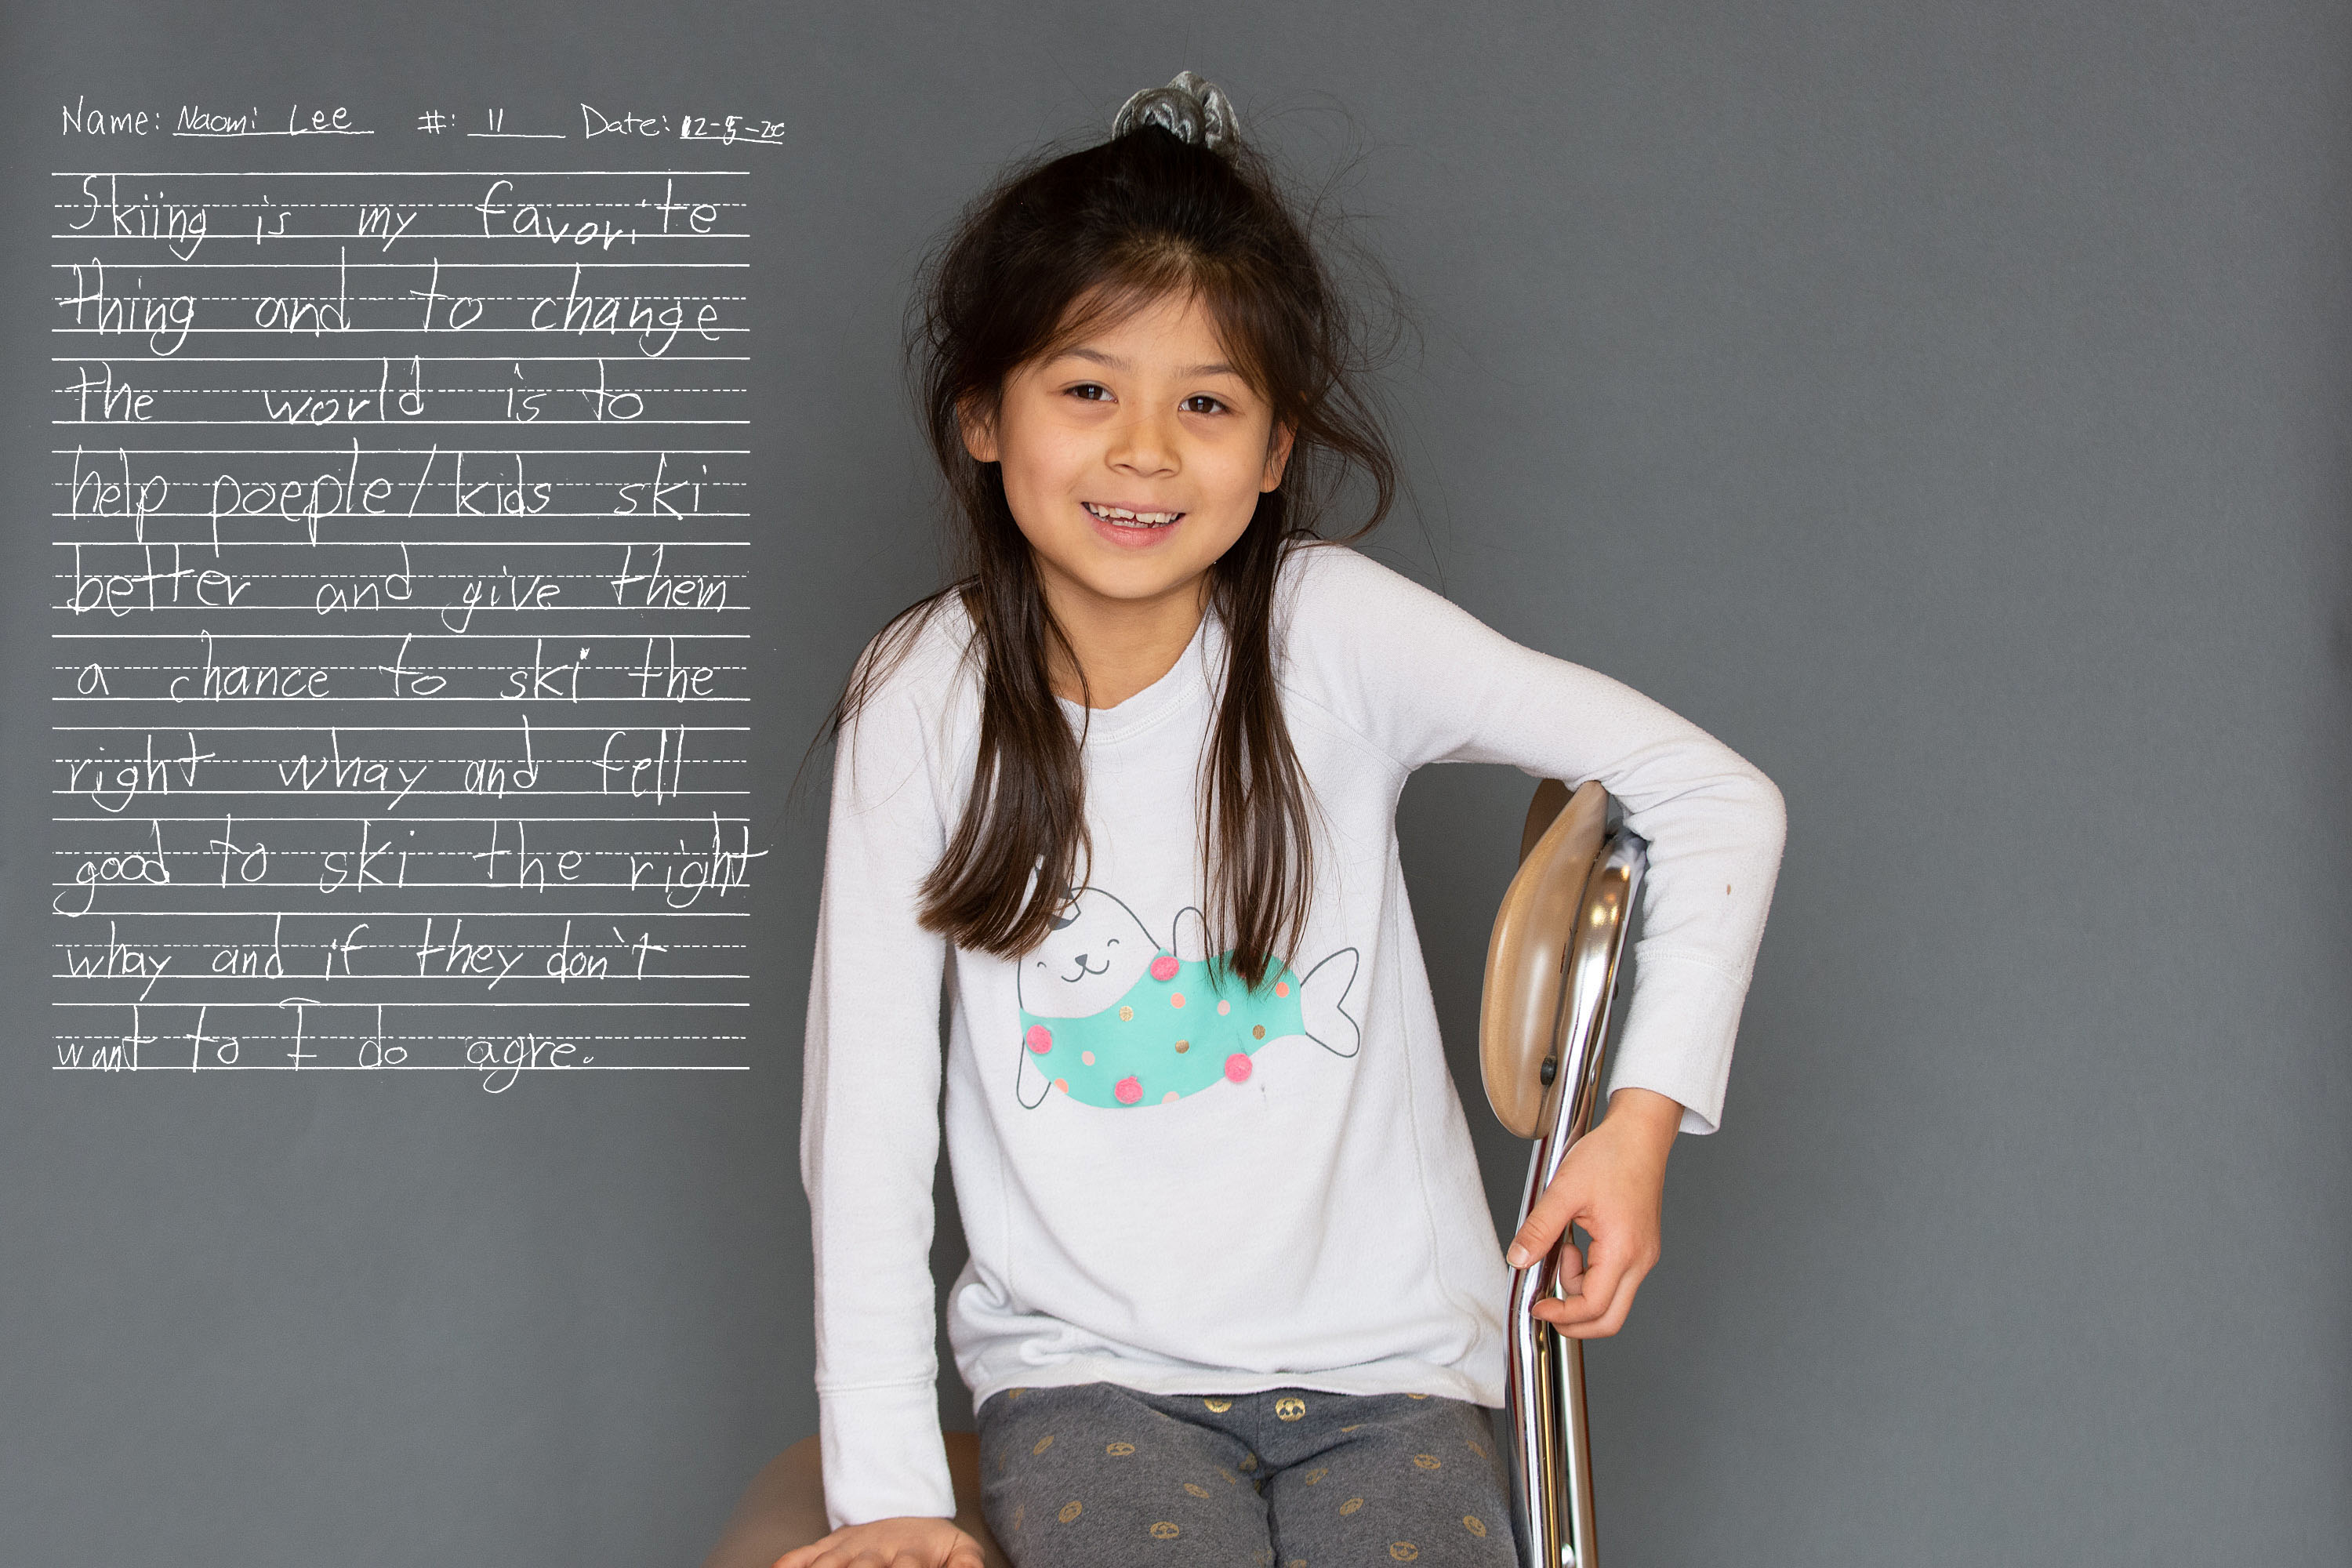 Name: Naomi Lee #: 11 Date: 12-5-20
Skiing is my favorite
thing and to change
the world is to
help poeple/kids ski
better and give them
a chance to ski the
right whay and fell
good to ski the right
whay and if they don't
want to I do agre.